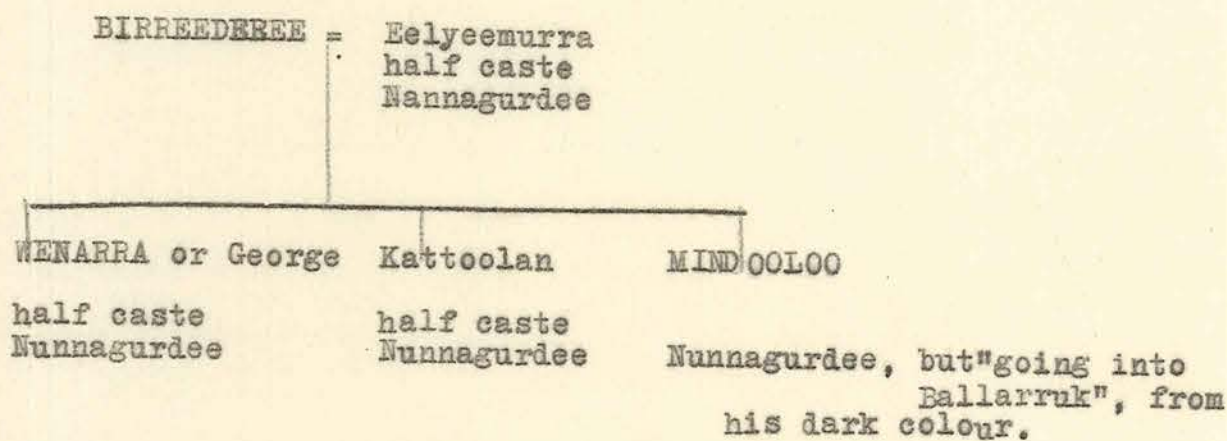 BIRREEDEREE = Eelyeemurra
half caste
Nannagurdee
WENARRA or George Kattoolan MINDOOLOO
half caste half caste
Nunnagurdee Nunnagurdee Nunnagurdee, but"going into
Ballarruk", from
his dark colour.